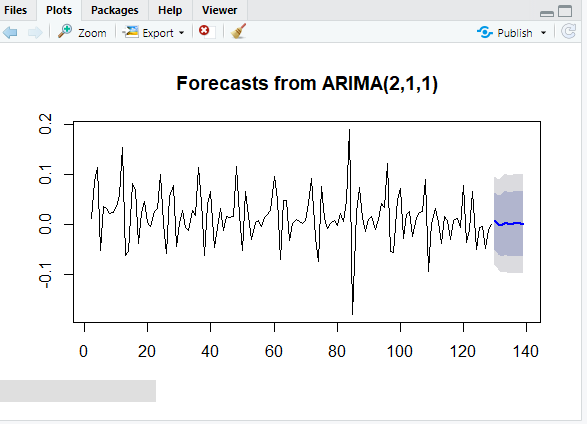 Files Plots Packages Help Viewer
Zoom Export Publish
Forecasts from ARIMA(2,1,1)
0.2
0.1
0.0
-0.1
0 20 40 60 80 100 120 140